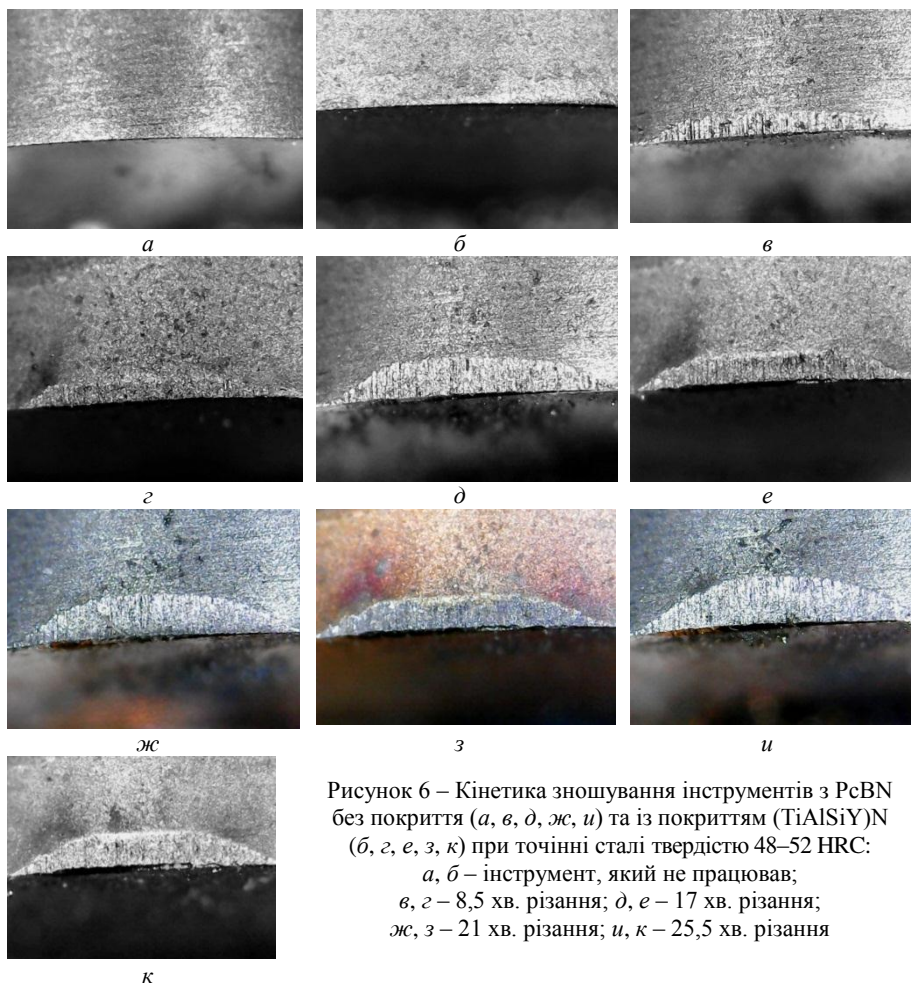 а
б
в
г
д
е
ж
з
и
к
Рисунок 6 – Кінетика зношування інструментів з PcBN
без покриття (а, в, д, ж, и) та із покриттям (TiAlSiY)N
(б, г, е, з, к) при точінні сталі твердістю 48–52 HRC:
а, б – інструмент, який не працював;
в, г – 8,5 хв. різання; д, е – 17 хв. різання;
ж, з – 21 хв. різання; и, к – 25,5 хв. різання